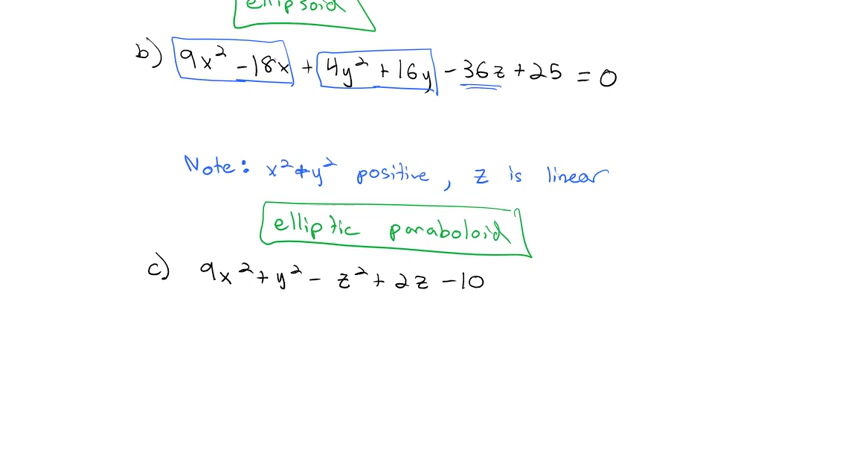 ellipsoid
b) 9x² - 18x + 4y² + 16y - 36z + 25 = 0
Note: x² + y² positive, z is linear
elliptic paraboloid
c) 9x² + y² - z² + 2z - 10